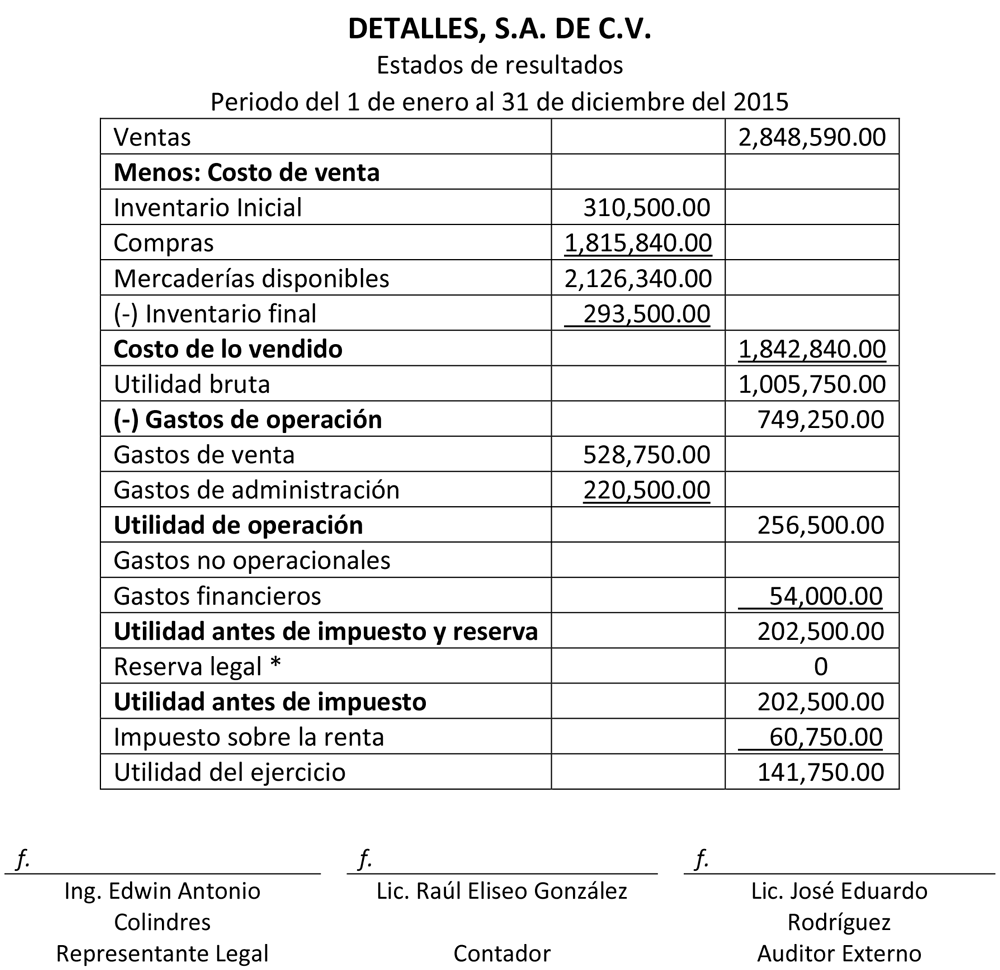 DETALLES, S.A. DE C.V.
Estados de resultados
Periodo del 1 de enero al 31 de diciembre del 2015
Ventas 2,848,590.00
Menos: Costo de venta
Inventario Inicial 310,500.00
Compras 1,815,840.00
Mercaderías disponibles 2,126,340.00
(-) Inventario final 293,500.00
Costo de lo vendido 1,842,840.00
Utilidad bruta 1,005,750.00
(-) Gastos de operación 749,250.00
Gastos de venta 528,750.00
Gastos de administración 220,500.00
Utilidad de operación 256,500.00
Gastos no operacionales
Gastos financieros 54,000.00
Utilidad antes de impuesto y reserva 202,500.00
Reserva legal * 0
Utilidad antes de impuesto 202,500.00
Impuesto sobre la renta 60,750.00
Utilidad del ejercicio 141,750.00
f. f. f.
Ing. Edwin Antonio Lic. Raúl Eliseo González Lic. José Eduardo
Colindres Rodríguez
Representante Legal Contador Auditor Externo